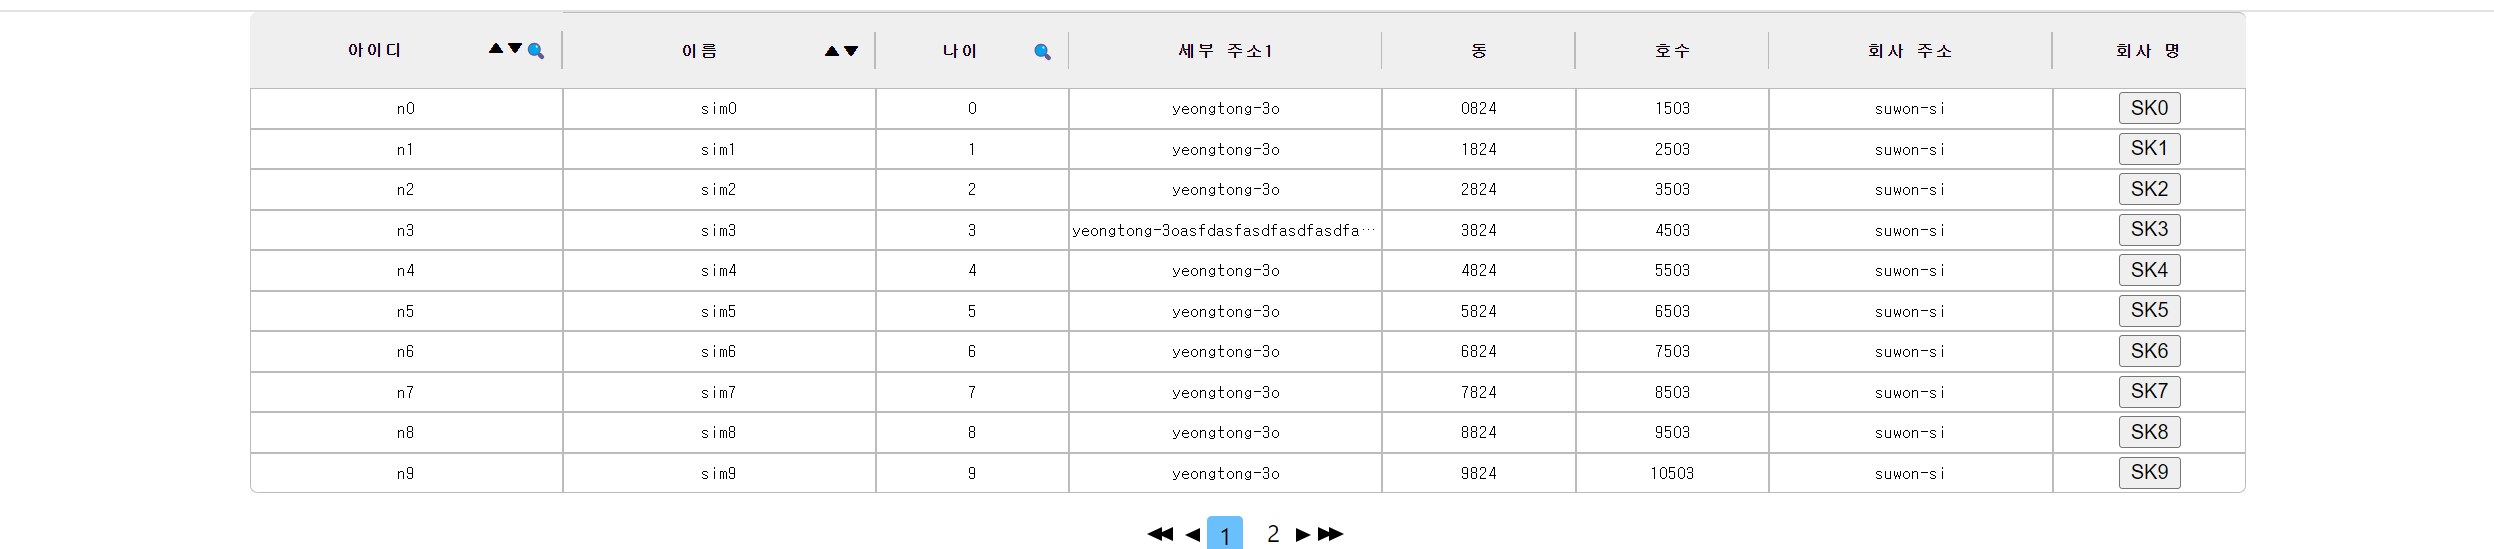 아이디 ▲▼🔍 이름 ▲▼ 나이 🔍 세부 주소1 동 호수 회사 주소 회사 명
n0 sim0 0 yeongtong-3o 0824 1503 suwon-si SK0
n1 sim1 1 yeongtong-3o 1824 2503 suwon-si SK1
n2 sim2 2 yeongtong-3o 2824 3503 suwon-si SK2
n3 sim3 3 yeongtong-3oasfdasfasdfasdfasdfa… 3824 4503 suwon-si SK3
n4 sim4 4 yeongtong-3o 4824 5503 suwon-si SK4
n5 sim5 5 yeongtong-3o 5824 6503 suwon-si SK5
n6 sim6 6 yeongtong-3o 6824 7503 suwon-si SK6
n7 sim7 7 yeongtong-3o 7824 8503 suwon-si SK7
n8 sim8 8 yeongtong-3o 8824 9503 suwon-si SK8
n9 sim9 9 yeongtong-3o 9824 10503 suwon-si SK9
◀◀ ◀ 1 2 ▶ ▶▶